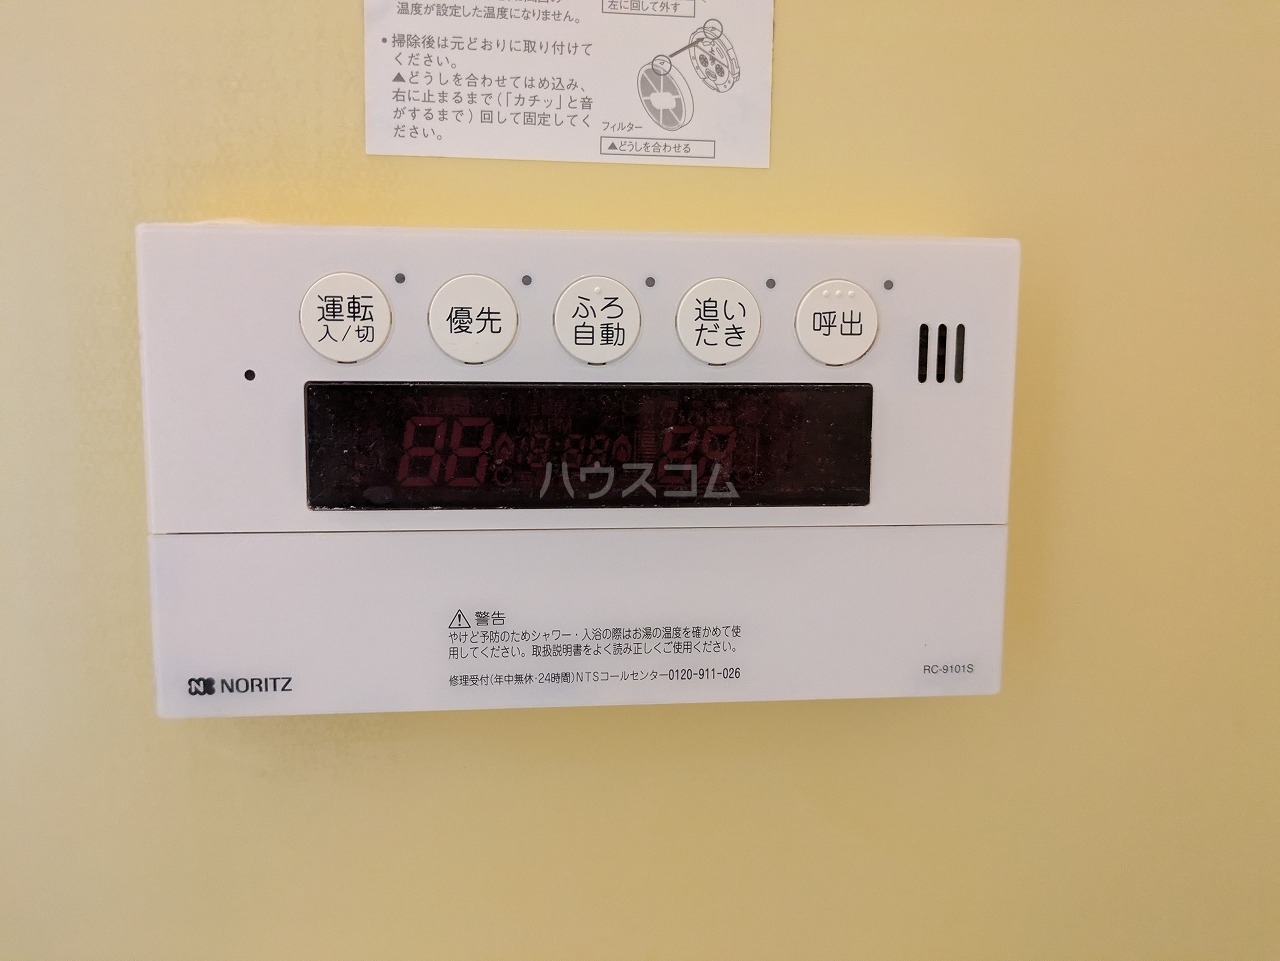 温度が設定した温度になりません。
•掃除後は元どおりに取り付けて
ください。
▲どうしを合わせてはめ込み、
右に止まるまで(「カチッ」と音
がするまで)回して固定してく
ださい。
左に回して外す
フィルター
▲どうしを合わせる
運転
入/切
優先
ふろ
自動
追い
だき
呼出
88
ハウスコム
⚠警告
やけど予防のためシャワー・入浴の際はお湯の温度を確かめて使
用してください。取扱説明書をよく読み正しくご使用ください。
修理受付(年中無休・24時間)NTSコールセンター0120-911-026
NORITZ
RC-9101S